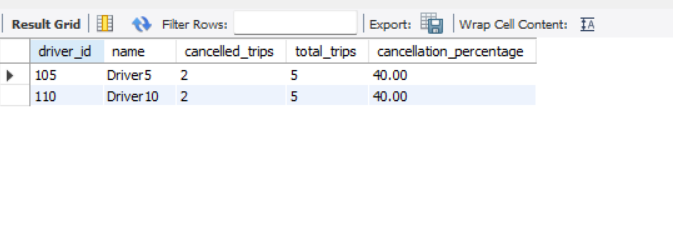 Result Grid Filter Rows: Export: Wrap Cell Content: IA
driver_id name cancelled_trips total_trips cancellation_percentage
105 Driver5 2 5 40.00
110 Driver10 2 5 40.00